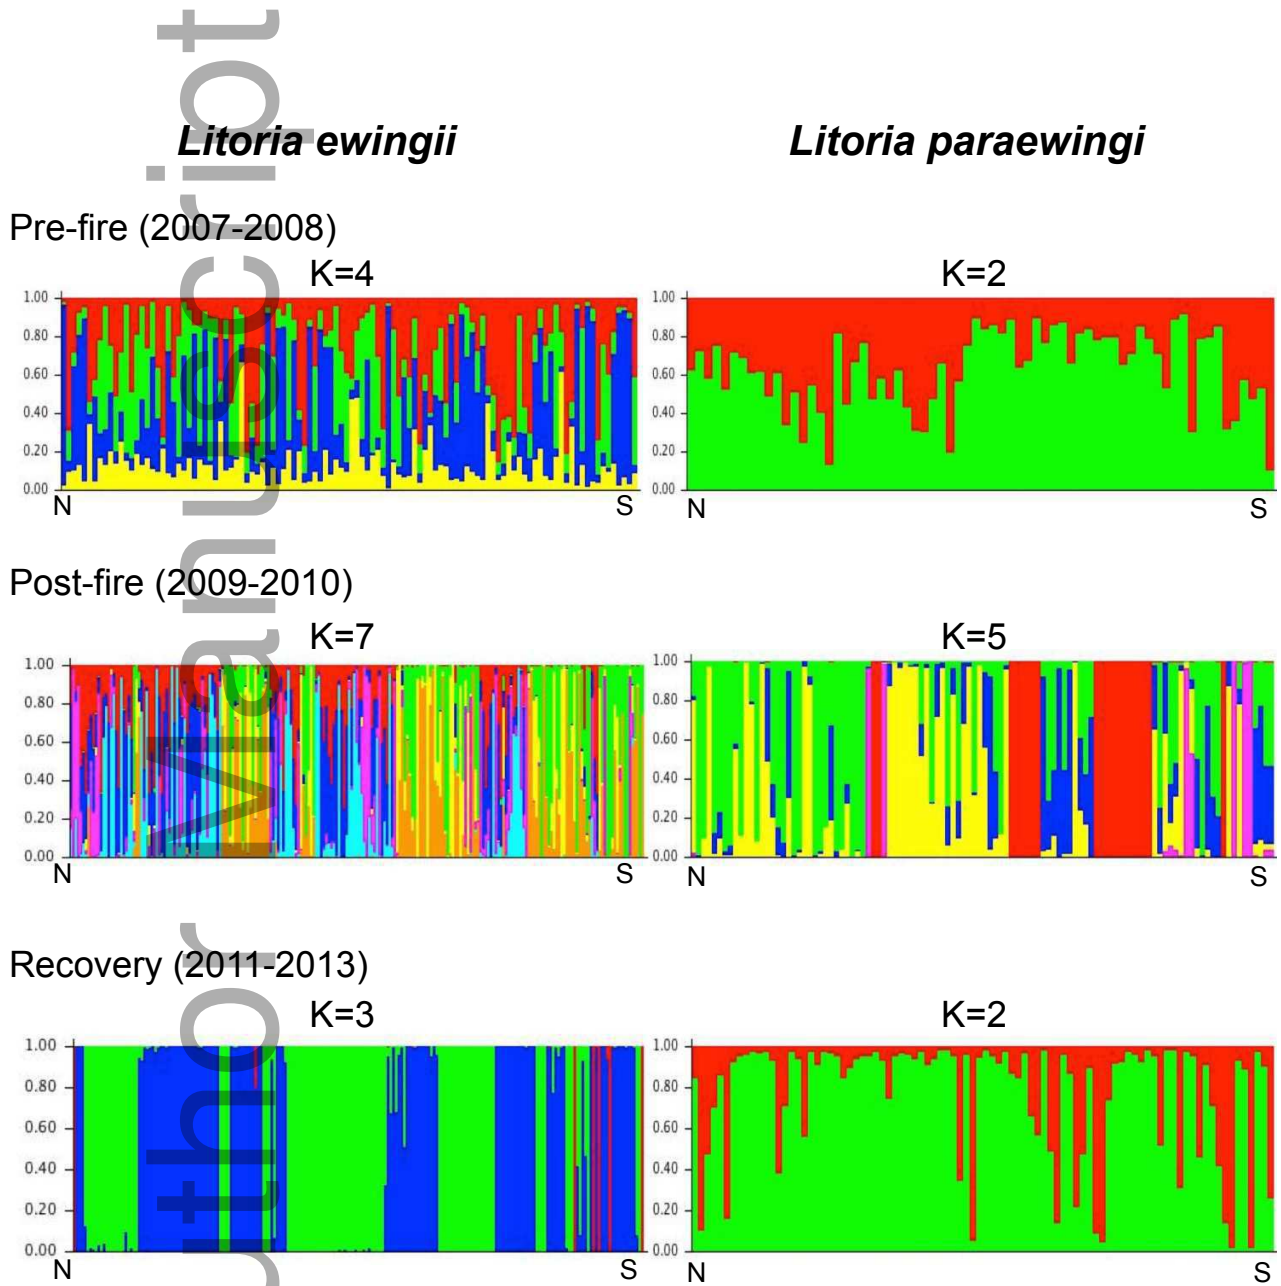 Litoria ewingii
Litoria paraewingi
Pre-fire (2007-2008)
K=4
K=2
1.00
0.80
0.60
0.40
0.20
0.00
N
S
1.00
0.80
0.60
0.40
0.20
0.00
N
S
Post-fire (2009-2010)
K=7
K=5
1.00
0.80
0.60
0.40
0.20
0.00
N
S
1.00
0.80
0.60
0.40
0.20
0.00
N
S
Recovery (2011-2013)
K=3
K=2
1.00
0.80
0.60
0.40
0.20
0.00
N
S
1.00
0.80
0.60
0.40
0.20
0.00
N
S
uthor Manuscript